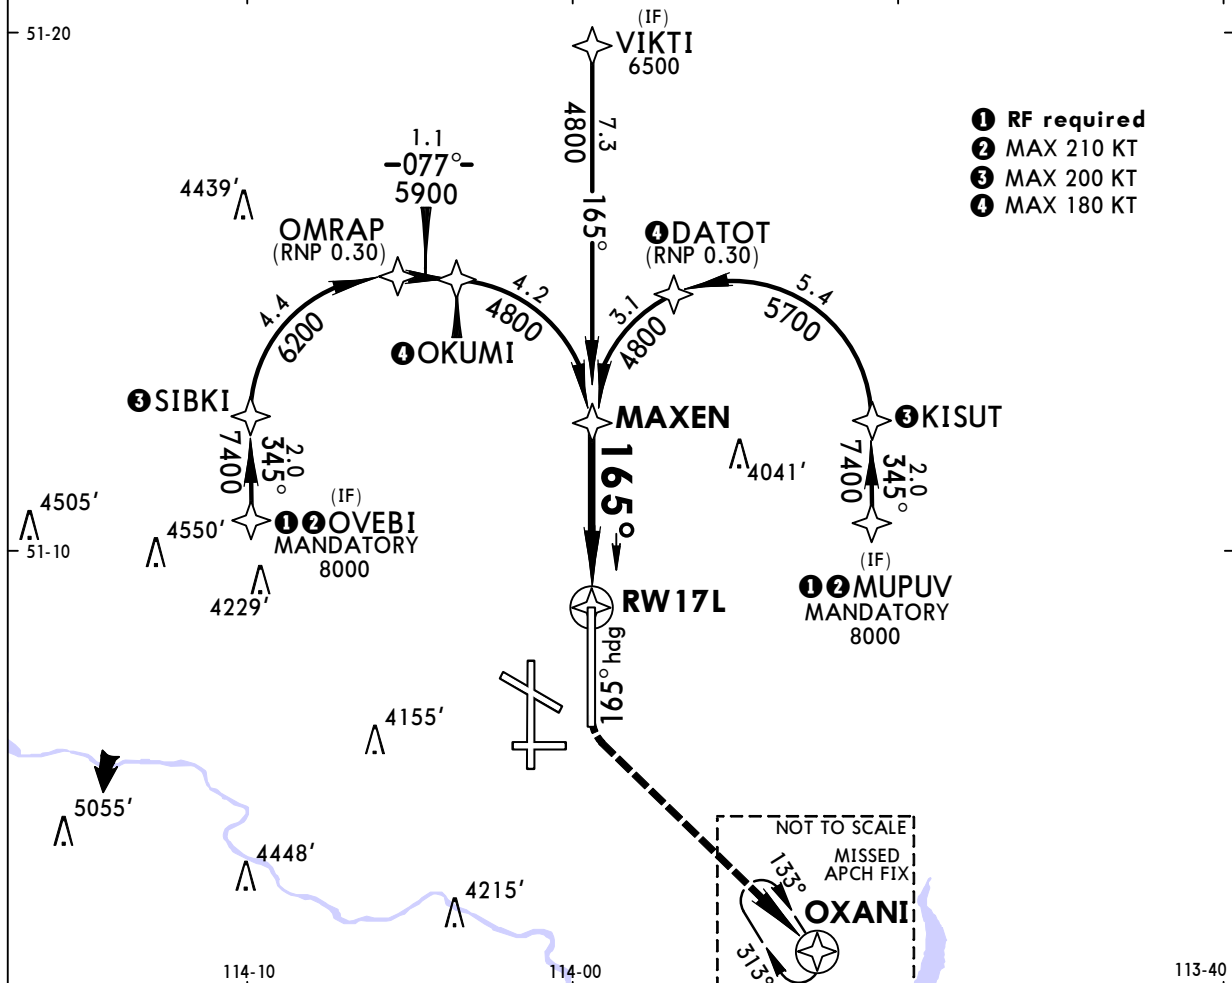 51-20
(IF)
VIKTI
6500
7.3
4800
165°
❶ RF required
❷ MAX 210 KT
❸ MAX 200 KT
❹ MAX 180 KT
1.1
077°
5900
4439'
OMRAP
(RNP 0.30)
❹DATOT
(RNP 0.30)
4.4
6200
4.2
4800
3.1
4800
5.4
5700
❹OKUMI
❸SIBKI
MAXEN
❸KISUT
7400
345°
2.0
165°
4041'
7400
345°
2.0
4505'
4550'
(IF)
❶❷OVEBI
MANDATORY
8000
51-10
4229'
(IF)
❶❷MUPUV
MANDATORY
8000
RW17L
165° hdg
4155'
5055'
4448'
4215'
NOT TO SCALE
MISSED
APCH FIX
133°
OXANI
313°
114-10
114-00
113-40